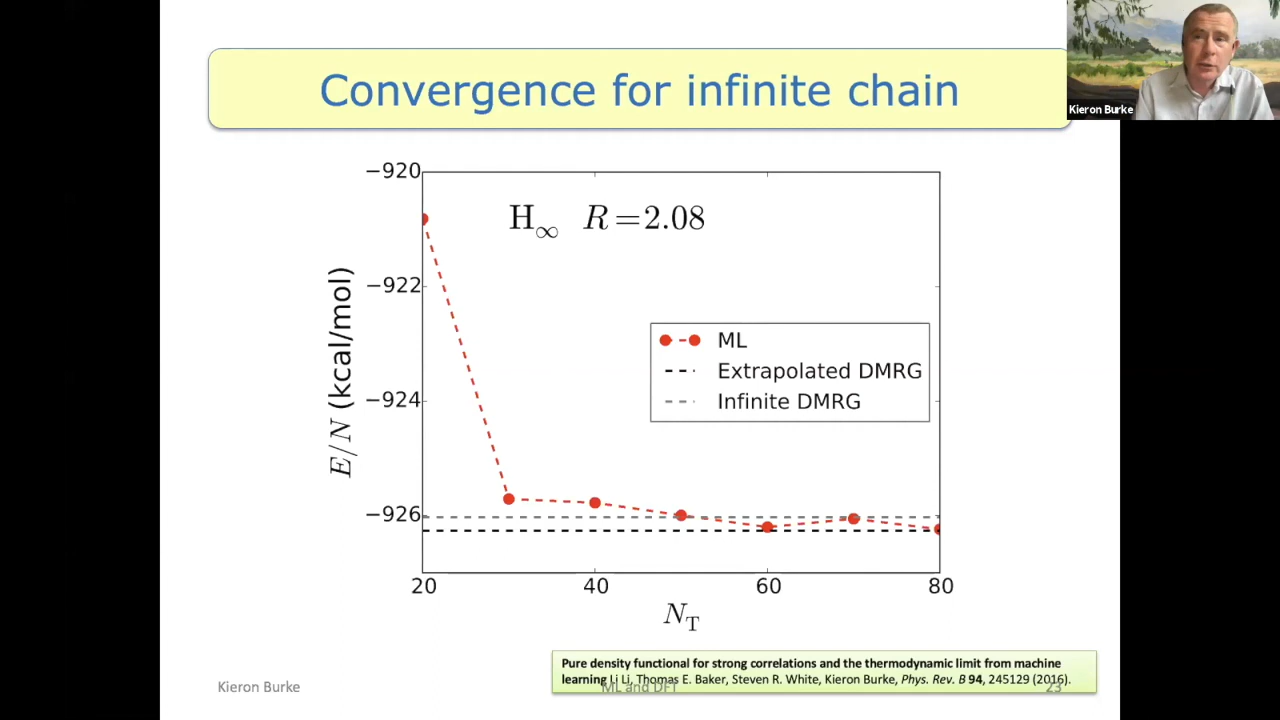 Convergence for infinite chain
Kieron Burke
−920
−922
−924
−926
E/N (kcal/mol)
H∞ R=2.08
ML
Extrapolated DMRG
Infinite DMRG
20 40 60 80
N_T
Pure density functional for strong correlations and the thermodynamic limit from machine
learning Li Li, Thomas E. Baker, Steven R. White, Kieron Burke, Phys. Rev. B 94, 245129 (2016).
Kieron Burke ML and DFT 23